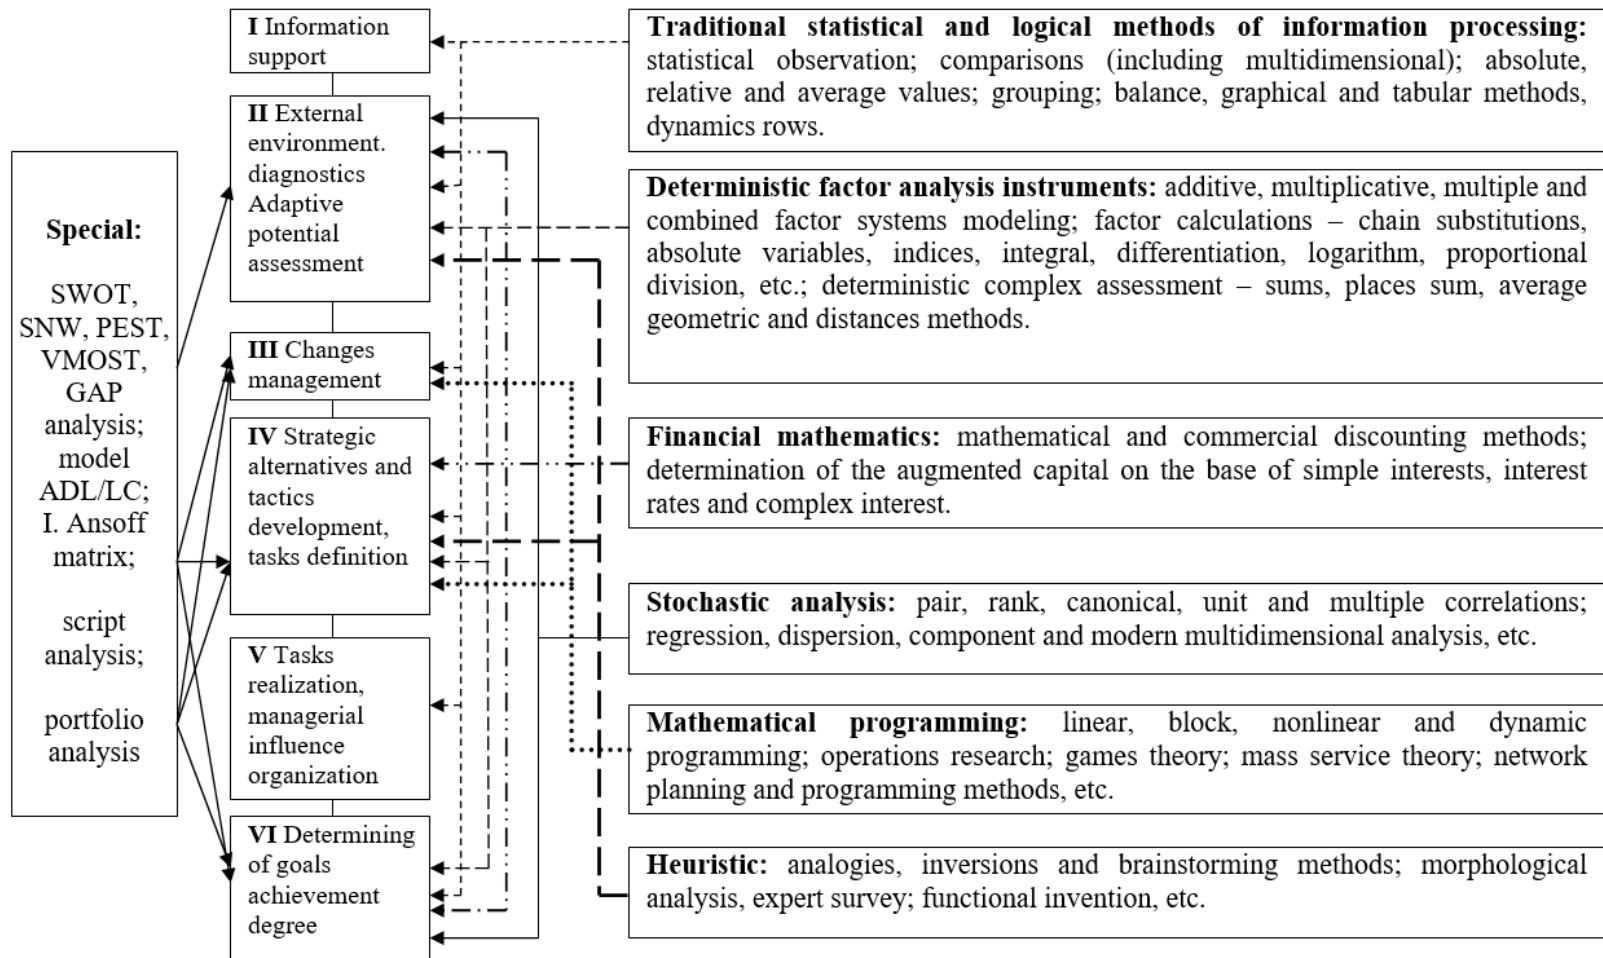 Special:
SWOT,
SNW, PEST,
VMOST,
GAP
analysis;
model
ADL/LC;
I. Ansoff
matrix;
script
analysis;
portfolio
analysis
I Information
support
II External
environment.
diagnostics
Adaptive
potential
assessment
III Changes
management
IV Strategic
alternatives and
tactics
development,
tasks definition
V Tasks
realization,
managerial
influence
organization
VI Determining
of goals
achievement
degree
Traditional statistical and logical methods of information processing:
statistical observation; comparisons (including multidimensional); absolute,
relative and average values; grouping; balance, graphical and tabular methods,
dynamics rows.
Deterministic factor analysis instruments: additive, multiplicative, multiple and
combined factor systems modeling; factor calculations – chain substitutions,
absolute variables, indices, integral, differentiation, logarithm, proportional
division, etc.; deterministic complex assessment – sums, places sum, average
geometric and distances methods.
Financial mathematics: mathematical and commercial discounting methods;
determination of the augmented capital on the base of simple interests, interest
rates and complex interest.
Stochastic analysis: pair, rank, canonical, unit and multiple correlations;
regression, dispersion, component and modern multidimensional analysis, etc.
Mathematical programming: linear, block, nonlinear and dynamic
programming; operations research; games theory; mass service theory; network
planning and programming methods, etc.
Heuristic: analogies, inversions and brainstorming methods; morphological
analysis, expert survey; functional invention, etc.